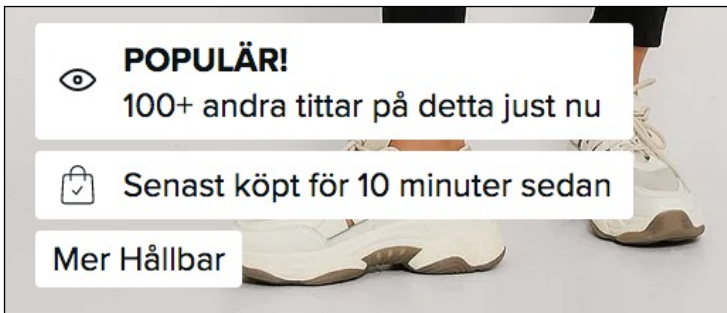 POPULÄR!
100+ andra tittar på detta just nu
Senast köpt för 10 minuter sedan
Mer Hållbar